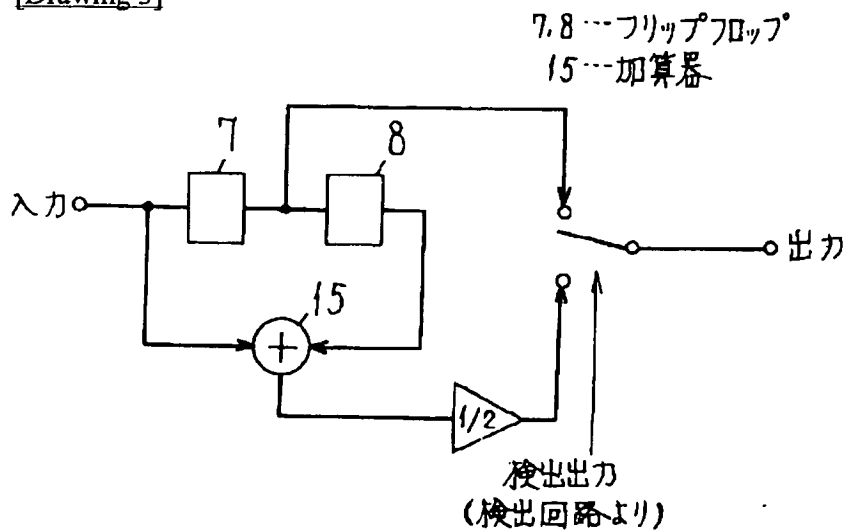 [Drawing 3]
7,8…フリップフロップ
15…加算器
7
8
入力
出力
15
+
1/2
検出出力
(検出回路より)